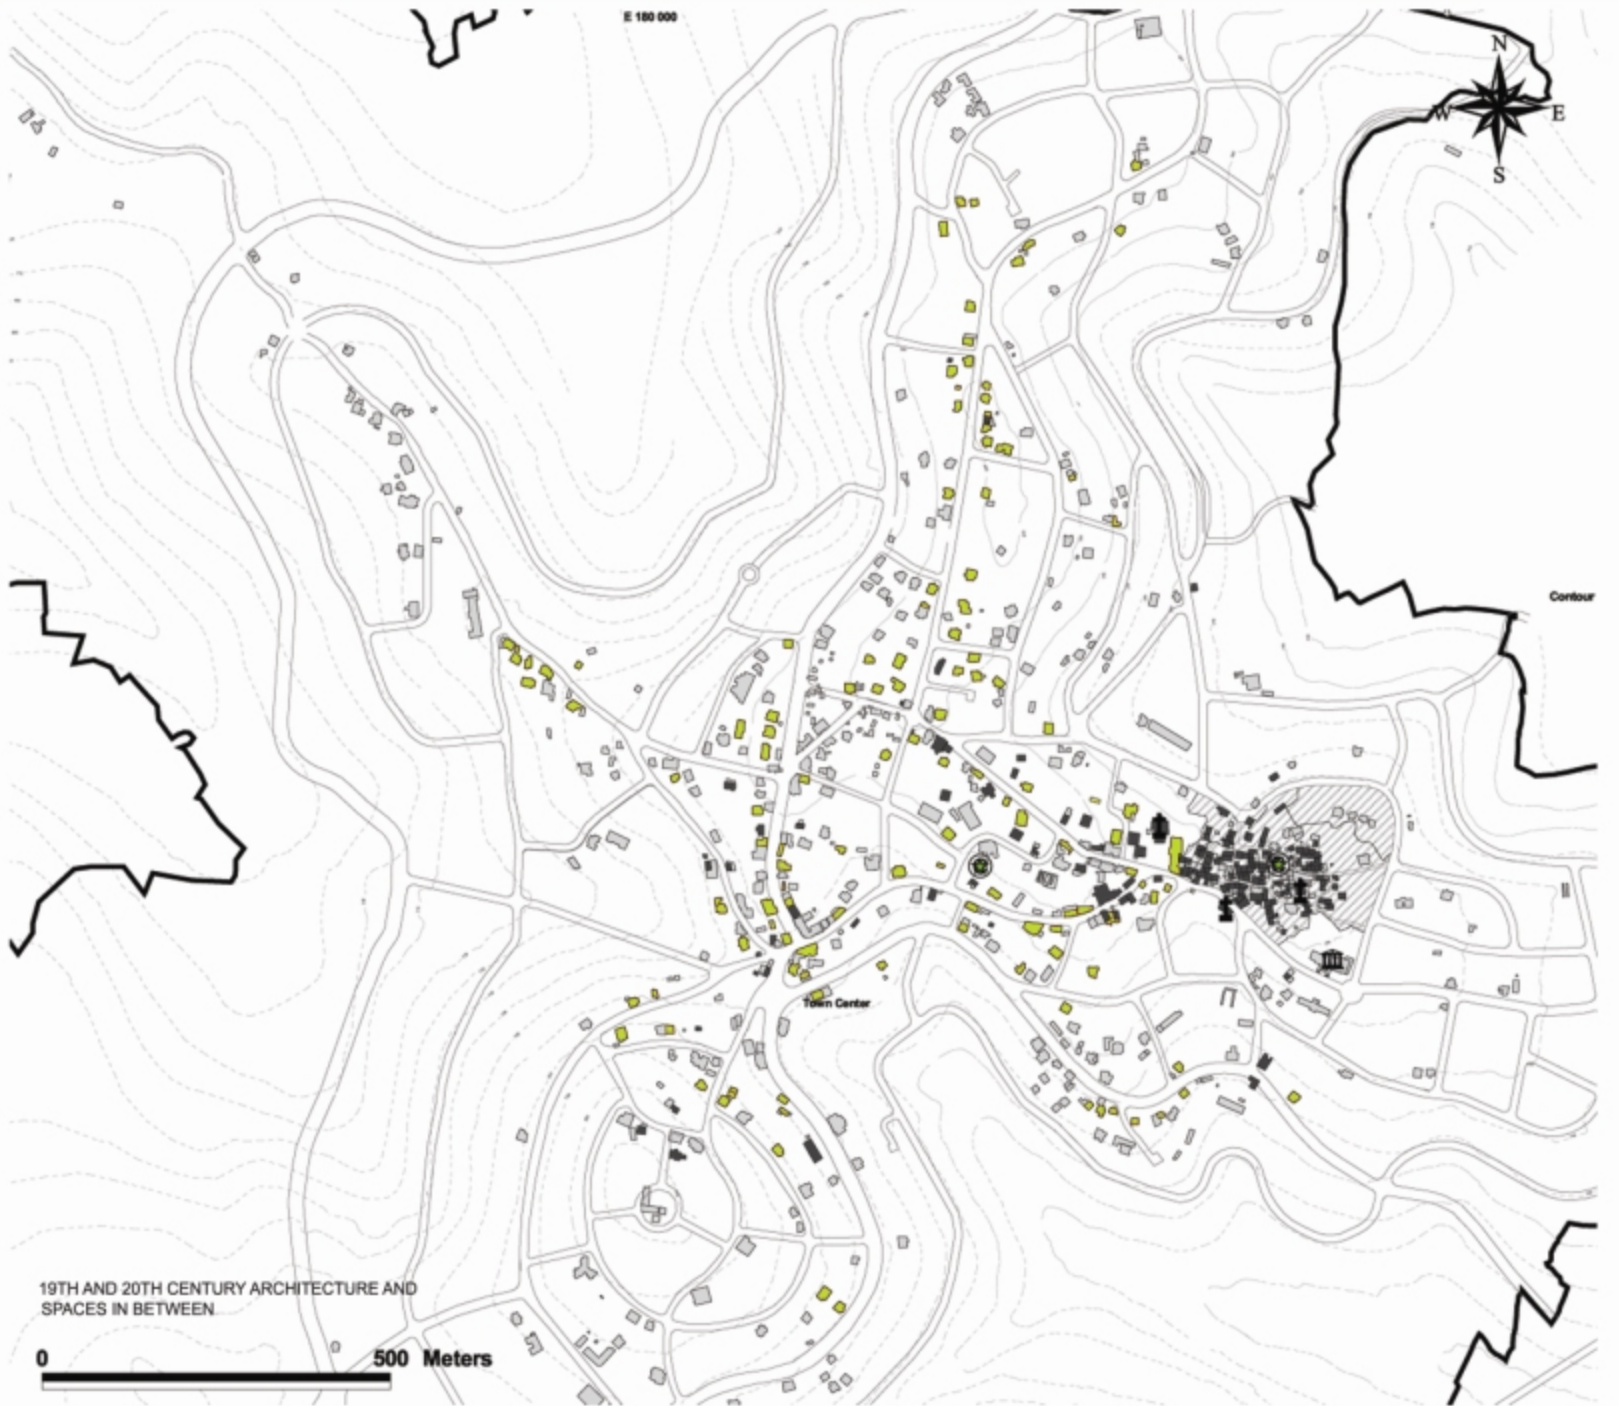 E 180 000
N
W
E
S
Contour
Town Center
19TH AND 20TH CENTURY ARCHITECTURE AND
SPACES IN BETWEEN
0
500 Meters